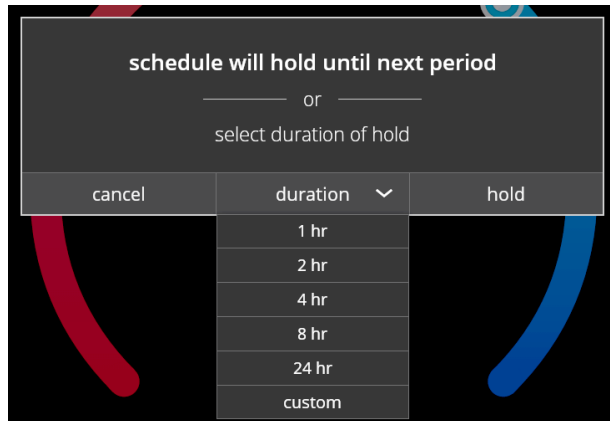 schedule will hold until next period
or
select duration of hold
cancel
duration
hold
1 hr
2 hr
4 hr
8 hr
24 hr
custom